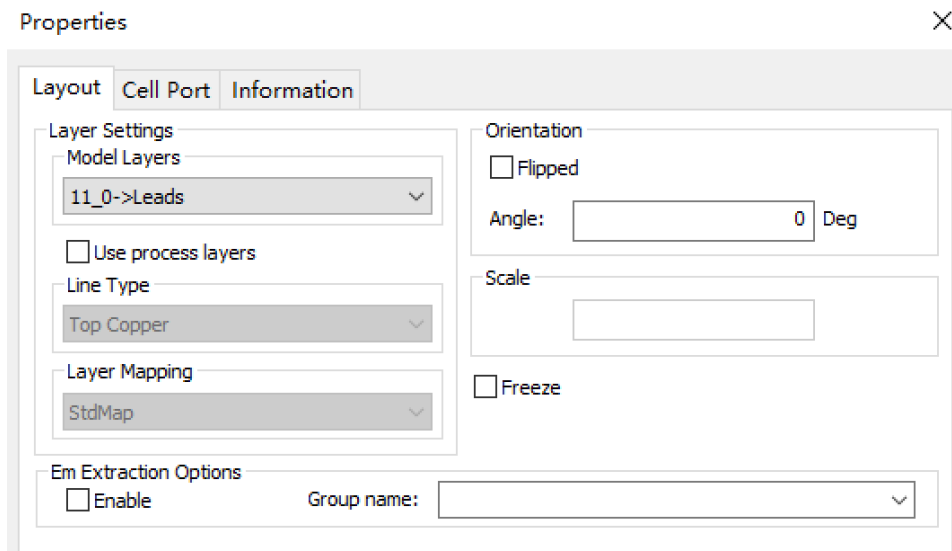 Properties
Layout Cell Port Information
Layer Settings
Model Layers
11_0->Leads
Use process layers
Line Type
Top Copper
Layer Mapping
StdMap
Orientation
Flipped
Angle: 0 Deg
Scale
Freeze
Em Extraction Options
Enable Group name: